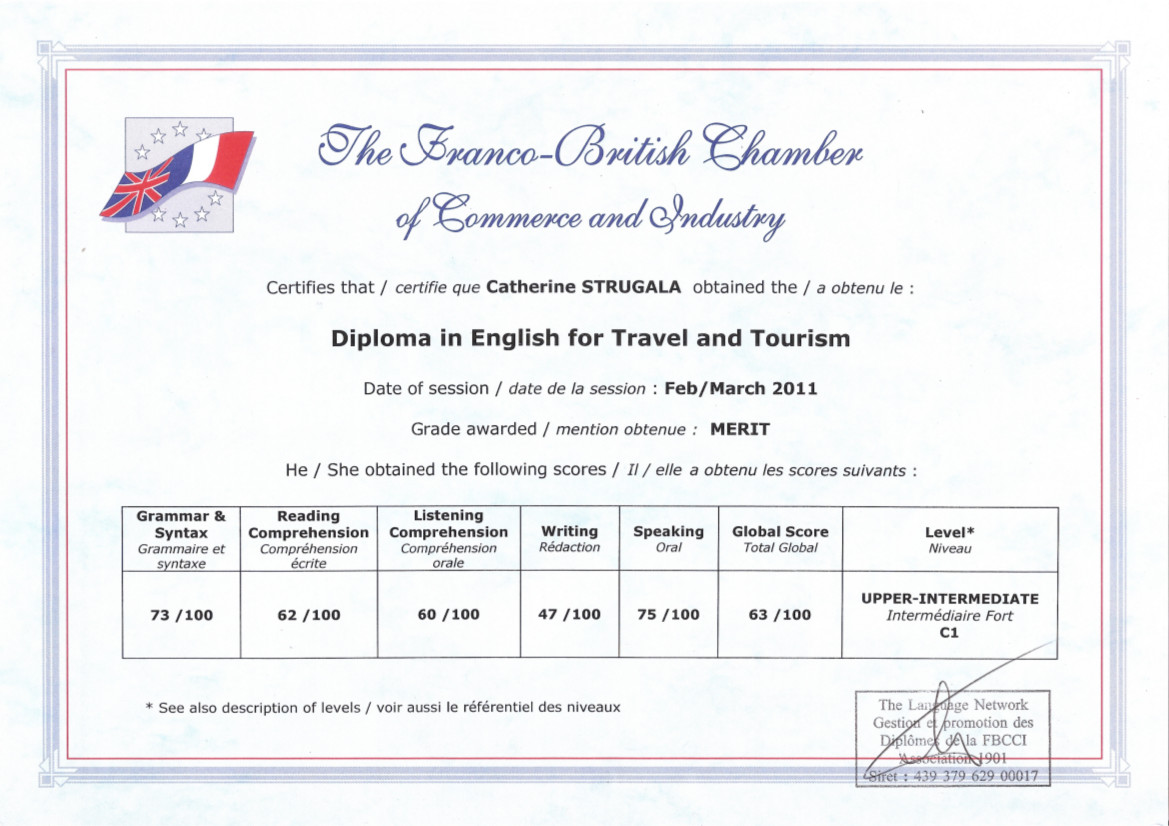 The Franco-British Chamber
of Commerce and Industry
Certifies that / certifie que Catherine STRUGALA obtained the / a obtenu le :
Diploma in English for Travel and Tourism
Date of session / date de la session : Feb/March 2011
Grade awarded / mention obtenue : MERIT
He / She obtained the following scores / Il / elle a obtenu les scores suivants :
Grammar & Syntax Grammaire et syntaxe
Reading Comprehension Compréhension écrite
Listening Comprehension Compréhension orale
Writing Rédaction
Speaking Oral
Global Score Total Global
Level* Niveau
73 /100
62 /100
60 /100
47 /100
75 /100
63 /100
UPPER-INTERMEDIATE
Intermédiaire Fort
C1
* See also description of levels / voir aussi le référentiel des niveaux
The Language Network
Gestion et promotion des
Diplômes de la FBCCI
Association 1901
Siret : 439 379 629 00017